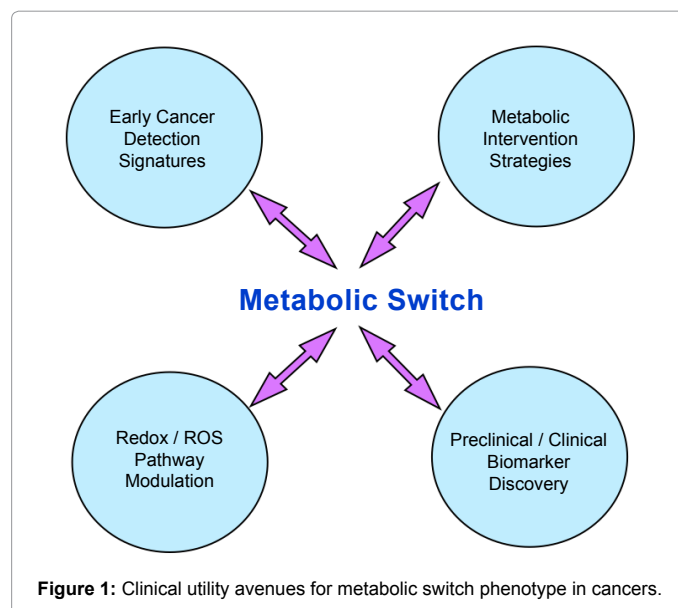 Early Cancer
Detection
Signatures
Metabolic
Intervention
Strategies
Metabolic Switch
Redox / ROS
Pathway
Modulation
Preclinical / Clinical
Biomarker
Discovery
Figure 1: Clinical utility avenues for metabolic switch phenotype in cancers.